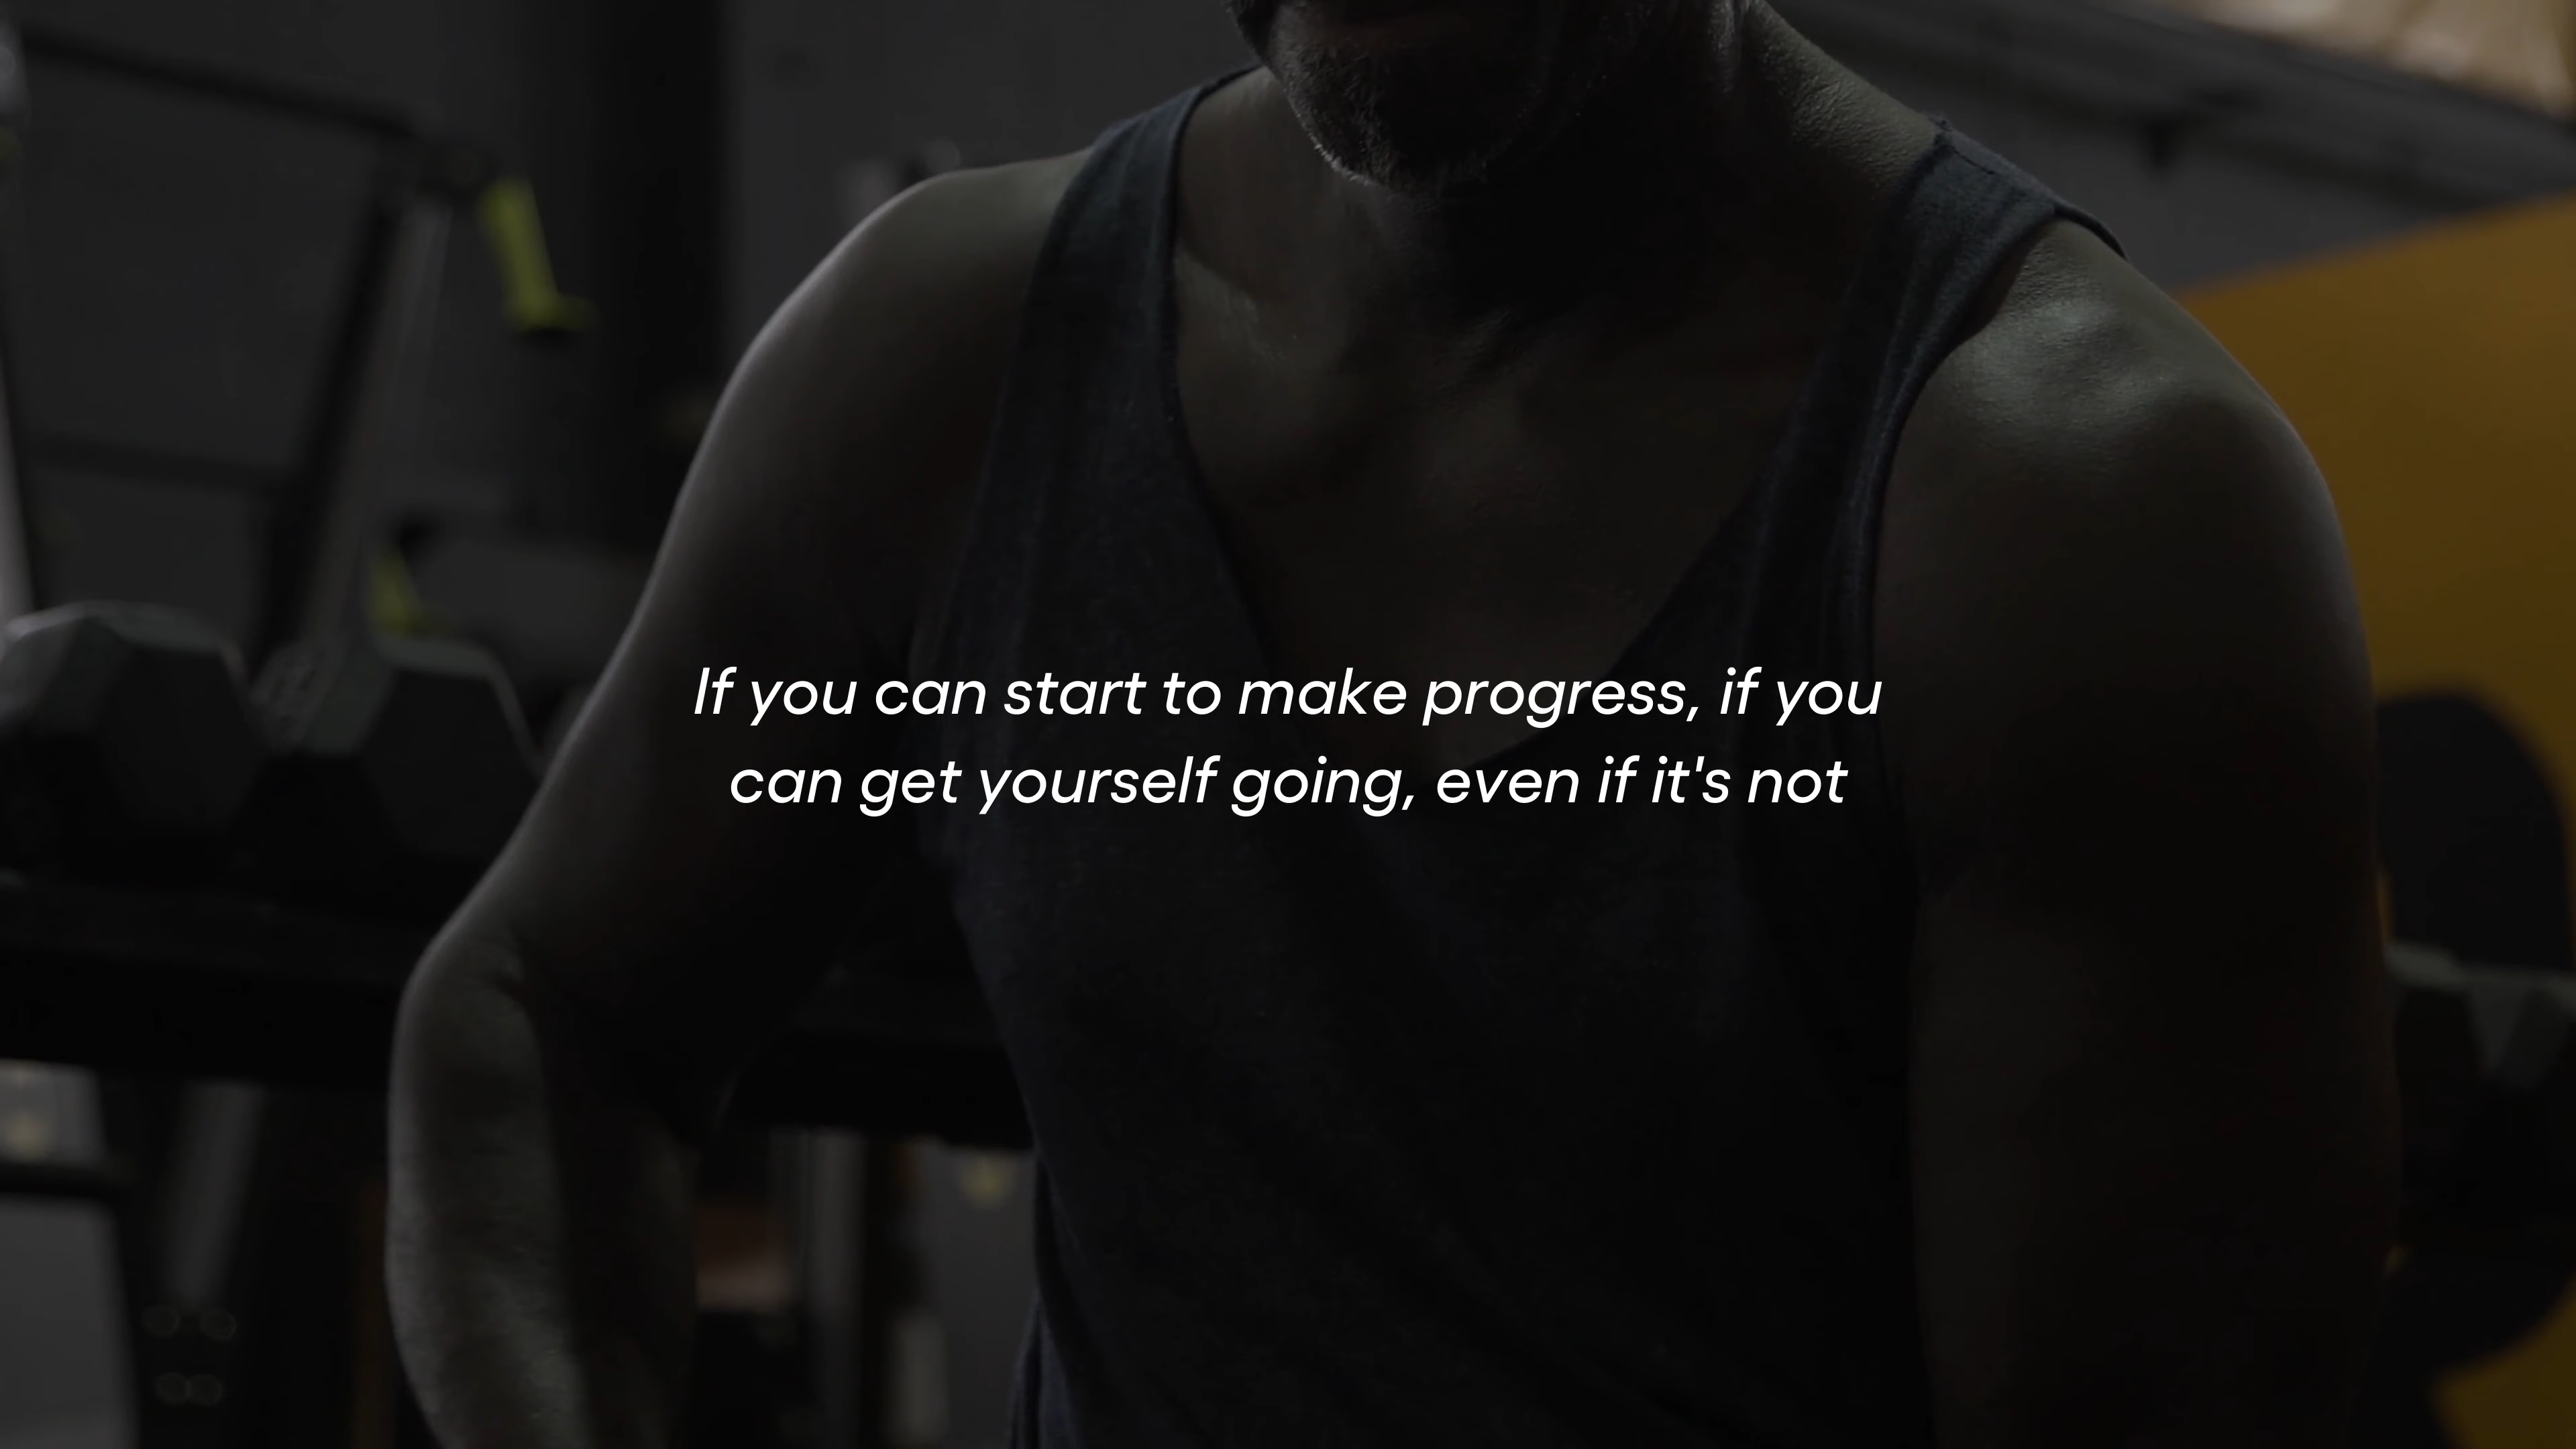 If you can start to make progress, if you
can get yourself going, even if it's not